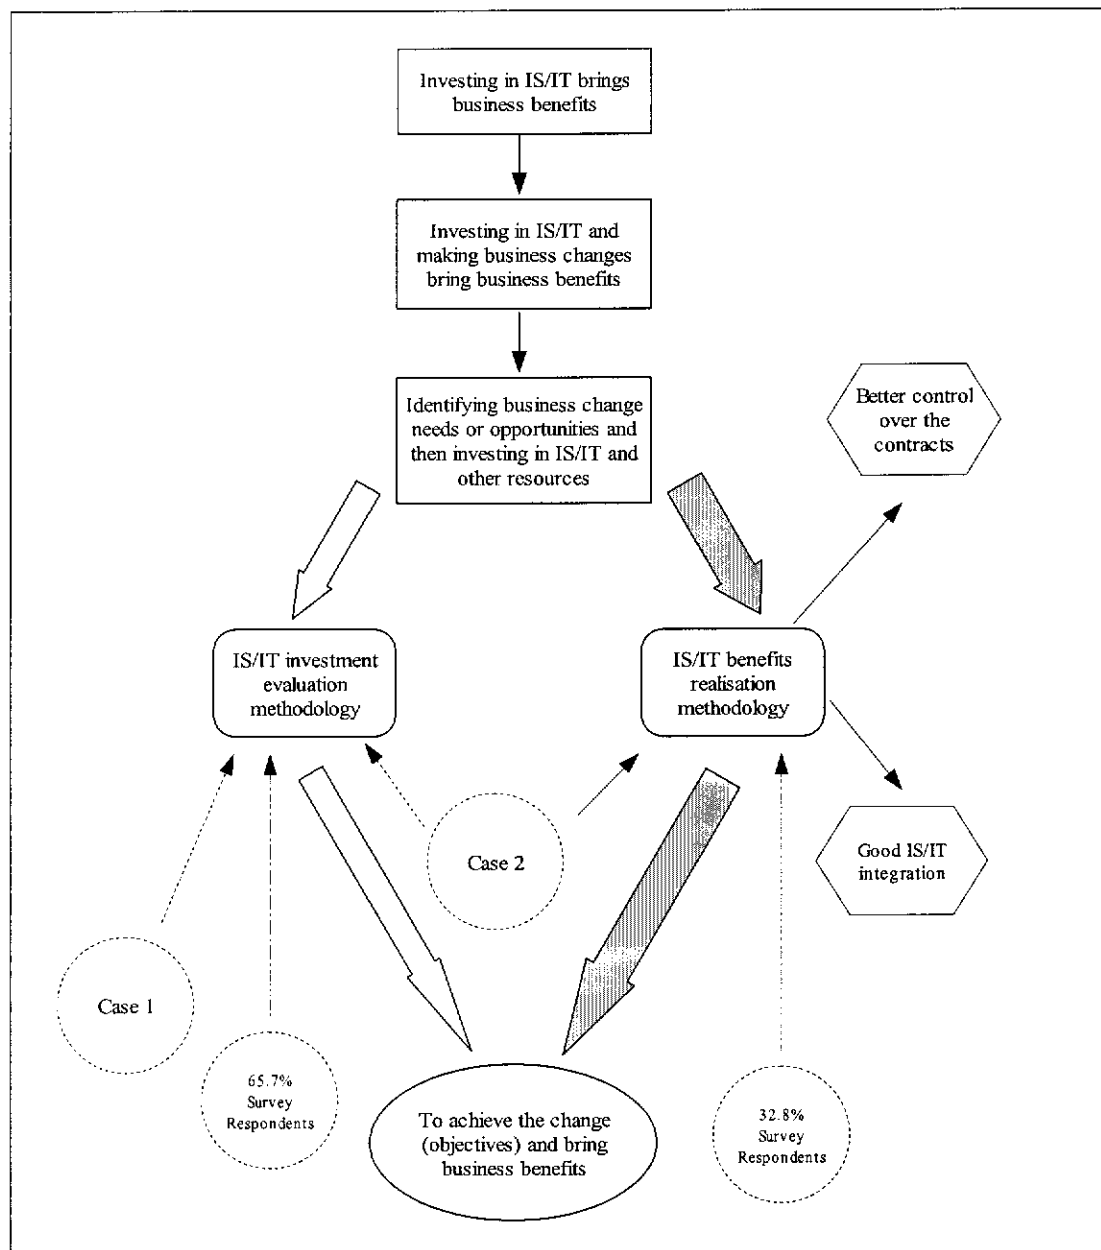 Investing in IS/IT brings
business benefits
Investing in IS/IT and
making business changes
bring business benefits
Identifying business change
needs or opportunities and
then investing in IS/IT and
other resources
Better control
over the
contracts
IS/IT investment
evaluation
methodology
IS/IT benefits
realisation
methodology
Case 2
Good IS/IT
integration
Case 1
65.7%
Survey
Respondents
To achieve the change
(objectives) and bring
business benefits
32.8%
Survey
Respondents